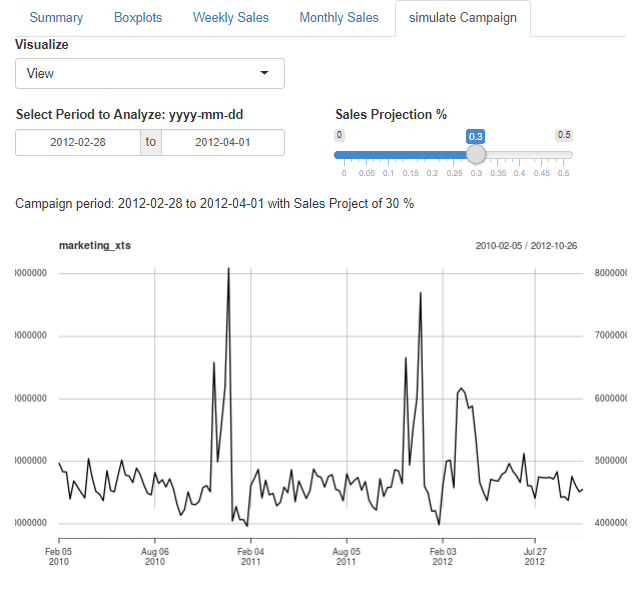 Summary Boxplots Weekly Sales Monthly Sales simulate Campaign
Visualize
View
Select Period to Analyze: yyyy-mm-dd
2012-02-28 to 2012-04-01
Sales Projection %
0 0.3 0.5
0 0.05 0.1 0.15 0.2 0.25 0.3 0.35 0.4 0.45 0.5
Campaign period: 2012-02-28 to 2012-04-01 with Sales Project of 30 %
marketing_xts 2010-02-05 / 2012-10-26
0000000 8000000
0000000 7000000
0000000 6000000
0000000 5000000
0000000 4000000
Feb 05 Aug 06 Feb 04 Aug 05 Feb 03 Jul 27
2010 2010 2011 2011 2012 2012